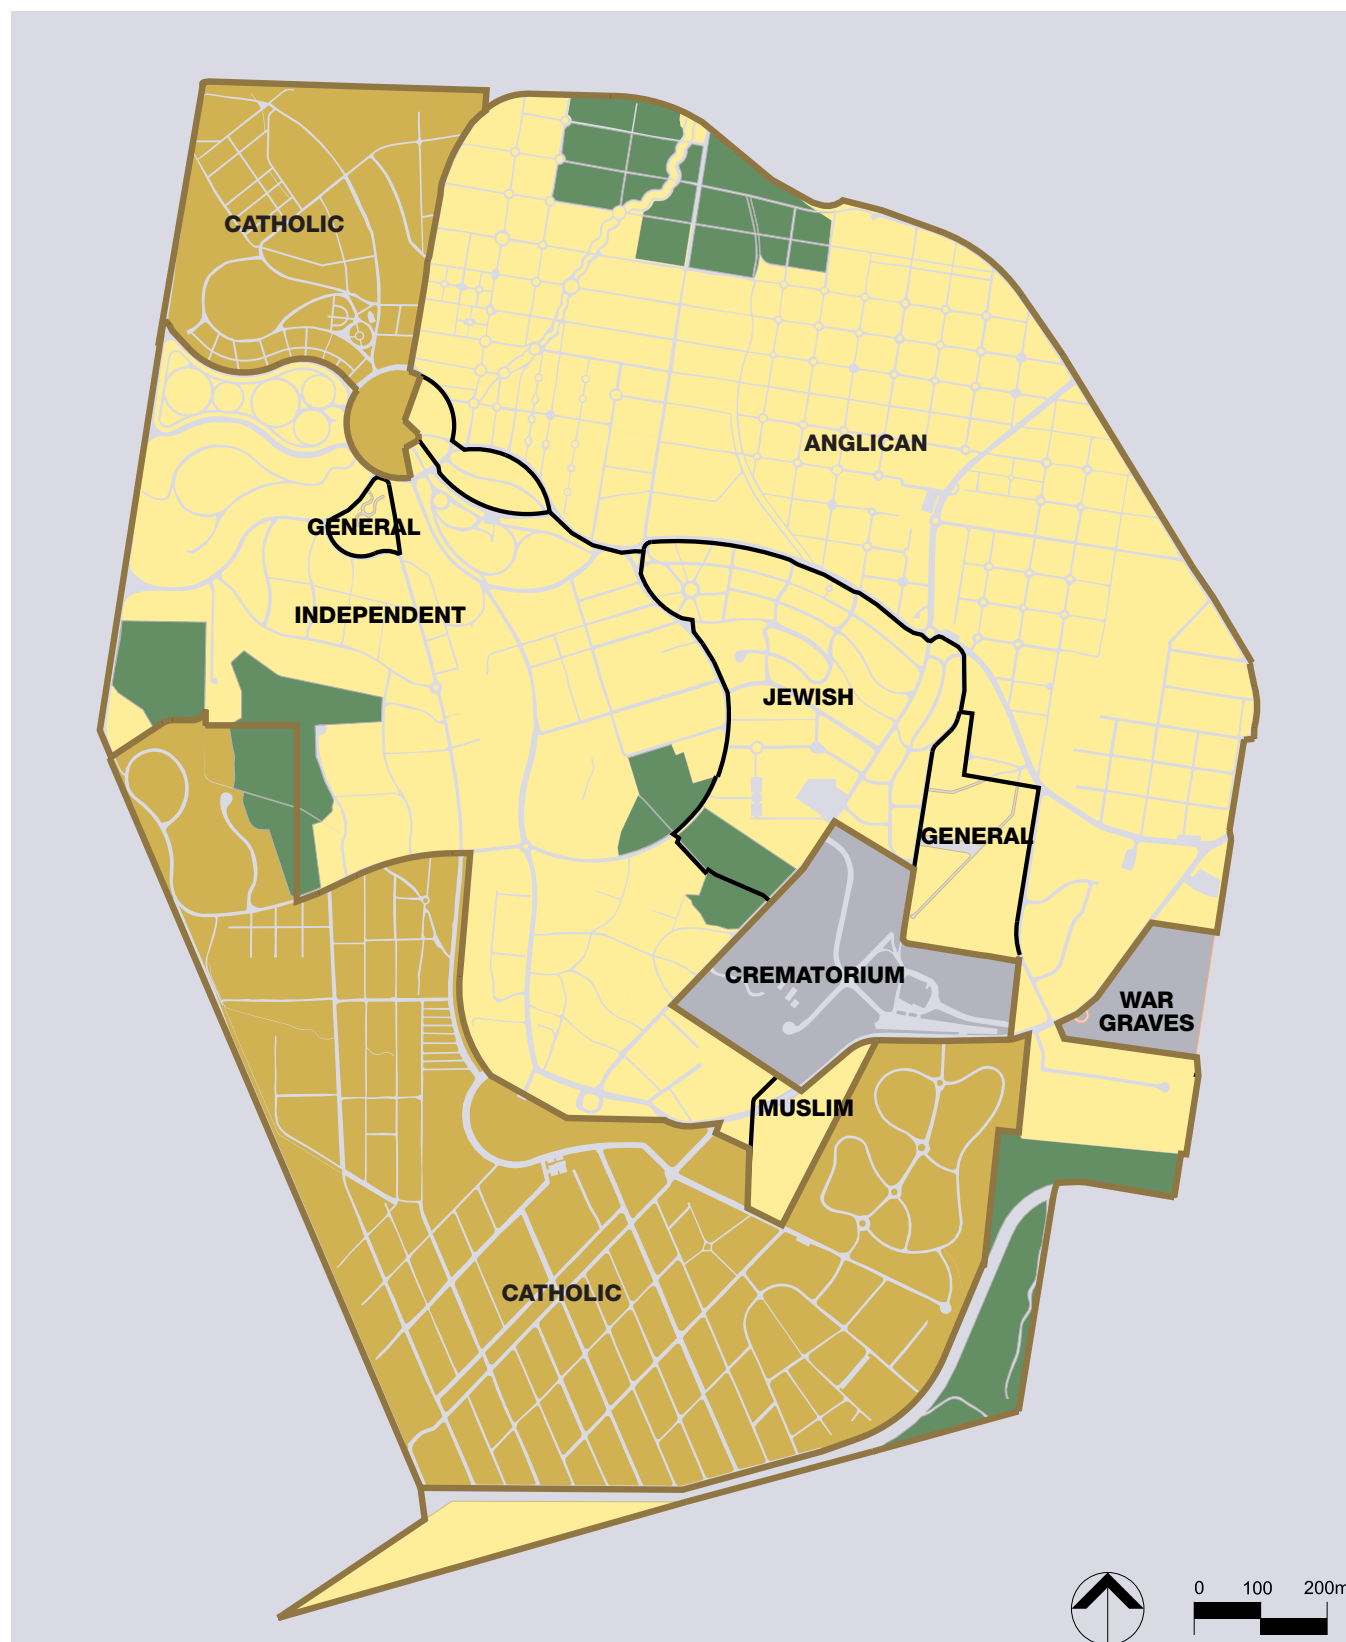 CATHOLIC
ANGLICAN
GENERAL
INDEPENDENT
JEWISH
GENERAL
CREMATORIUM
WAR
GRAVES
MUSLIM
CATHOLIC
0 100 200m